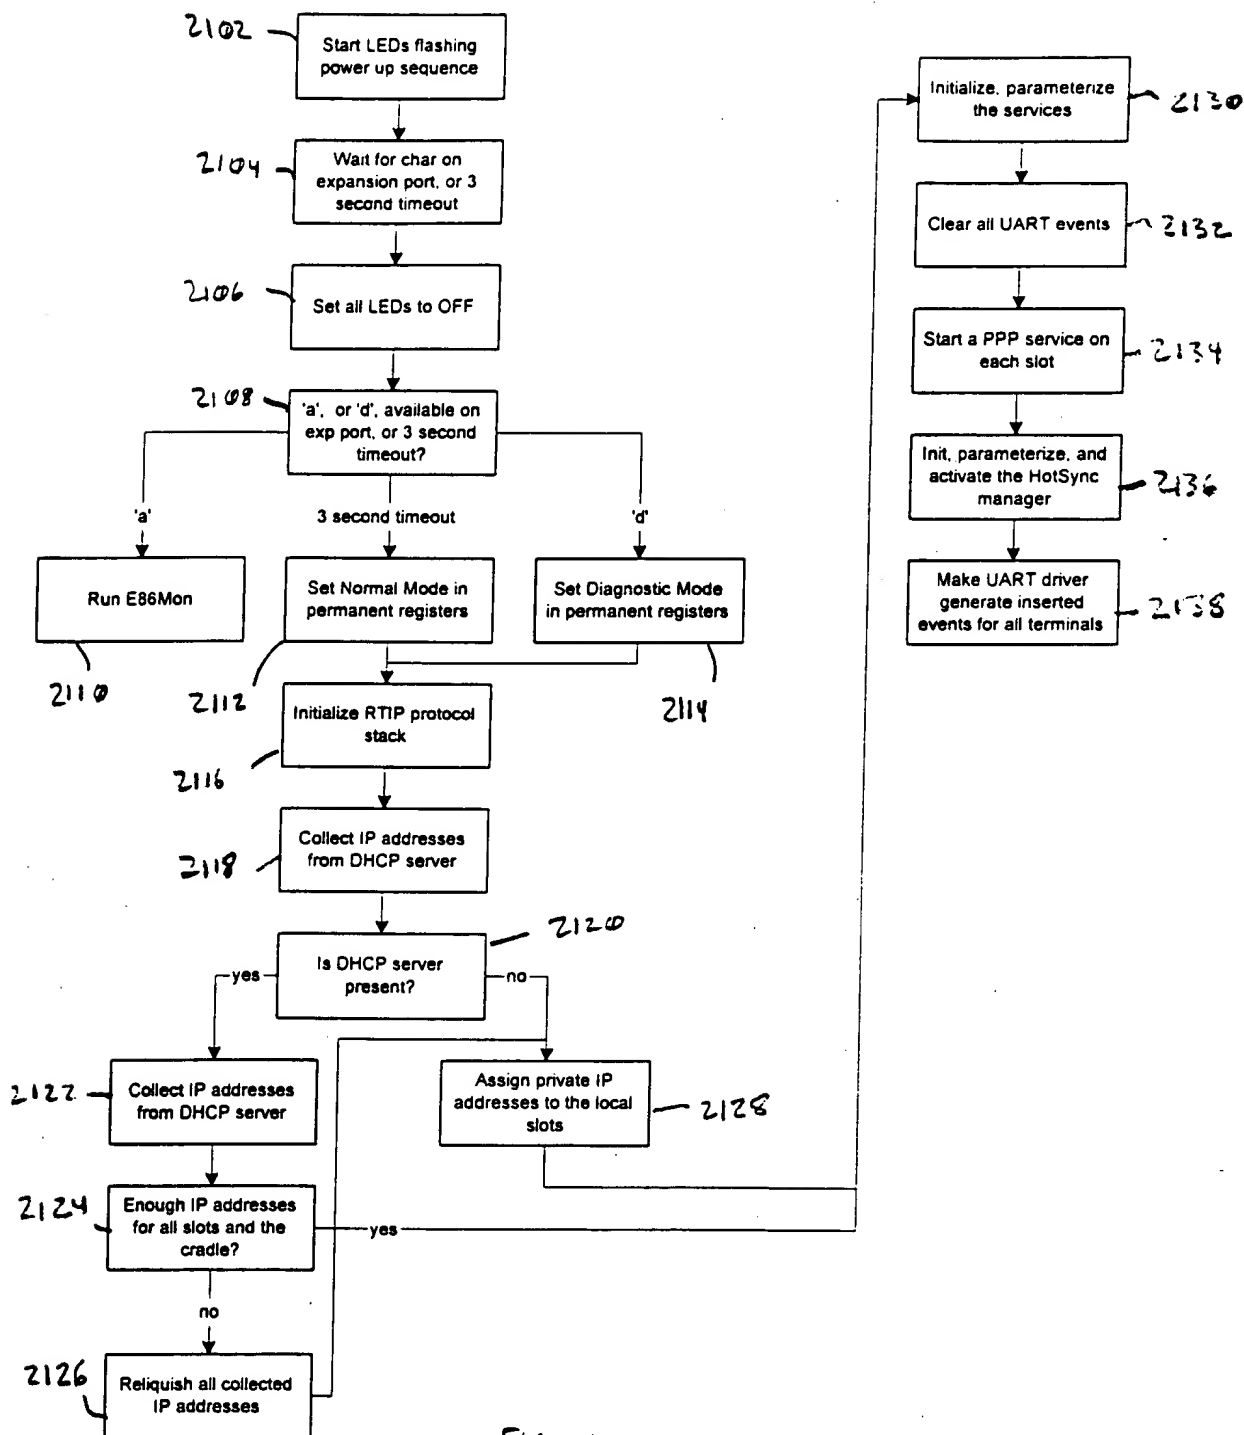 2102
Start LEDs flashing
power up sequence
2104
Wait for char on
expansion port, or 3
second timeout
2106
Set all LEDs to OFF
2108
'a', or 'd', available on
exp port, or 3 second
timeout?
'a'
3 second timeout
'd'
Run E86Mon
2110
Set Normal Mode in
permanent registers
2112
Set Diagnostic Mode
in permanent registers
2114
Initialize RTIP protocol
stack
2116
Collect IP addresses
from DHCP server
2118
Is DHCP server
present?
2120
yes
no
2122
Collect IP addresses
from DHCP server
Assign private IP
addresses to the local
slots
2128
2124
Enough IP addresses
for all slots and the
cradle?
yes
no
2126
Reliquish all collected
IP addresses
Initialize, parameterize
the services
2130
Clear all UART events
2132
Start a PPP service on
each slot
2134
Init, parameterize, and
activate the HotSync
manager
2136
Make UART driver
generate inserted
events for all terminals
2138